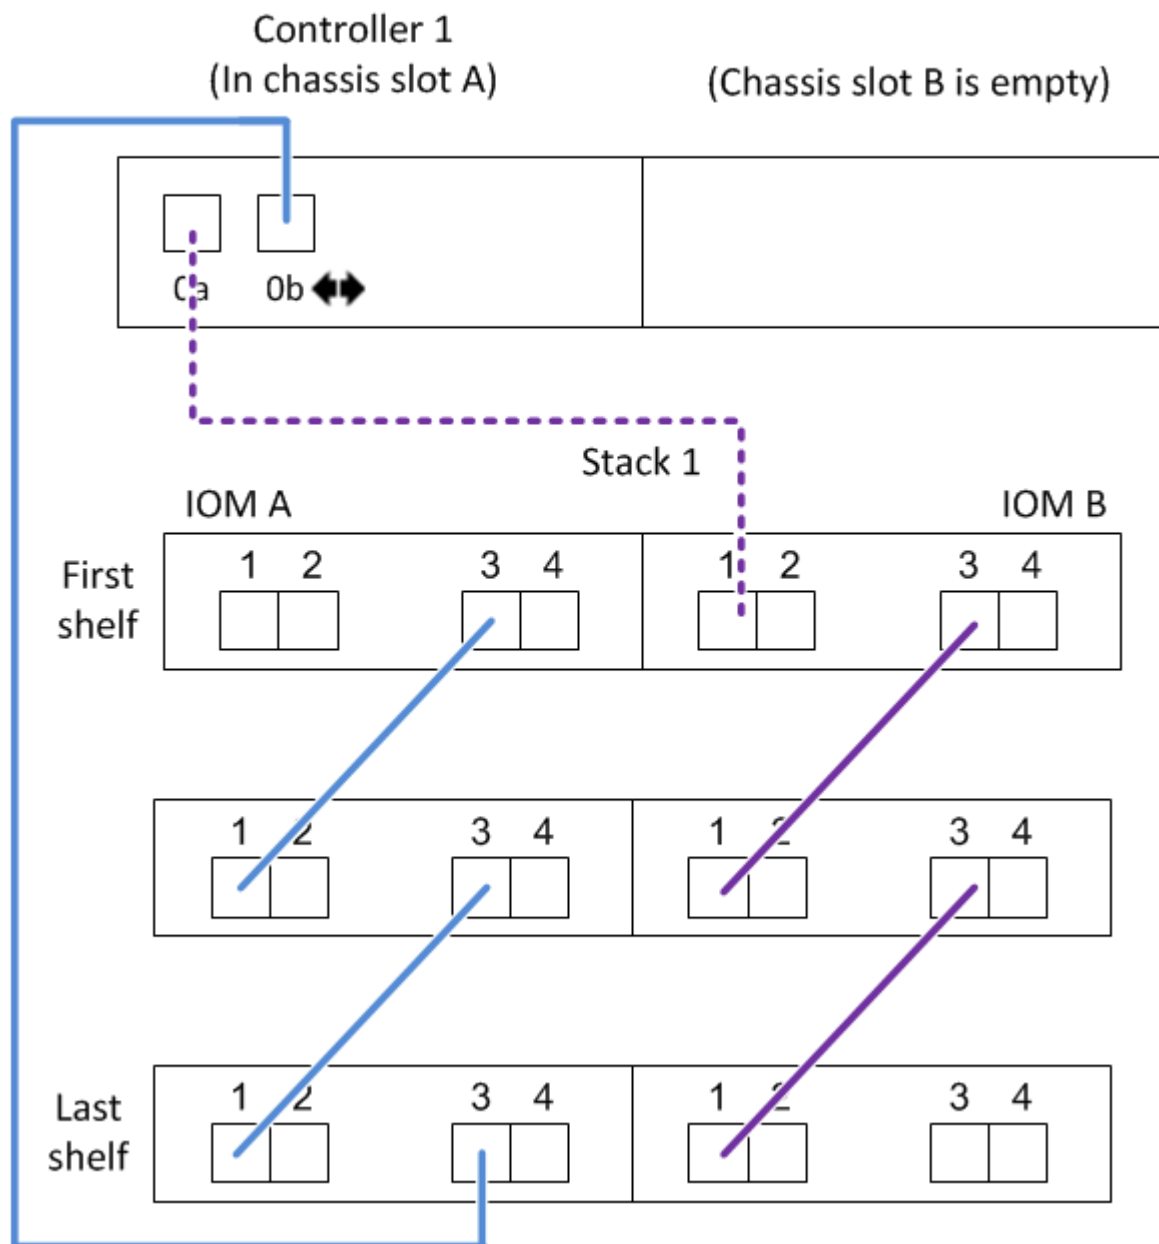 Controller 1
(In chassis slot A)
(Chassis slot B is empty)
0a 0b
Stack 1
IOM A
IOM B
First
shelf
1 2 3 4 1 2 3 4
1 2 3 4 1 2 3 4
Last
shelf
1 2 3 4 1 2 3 4